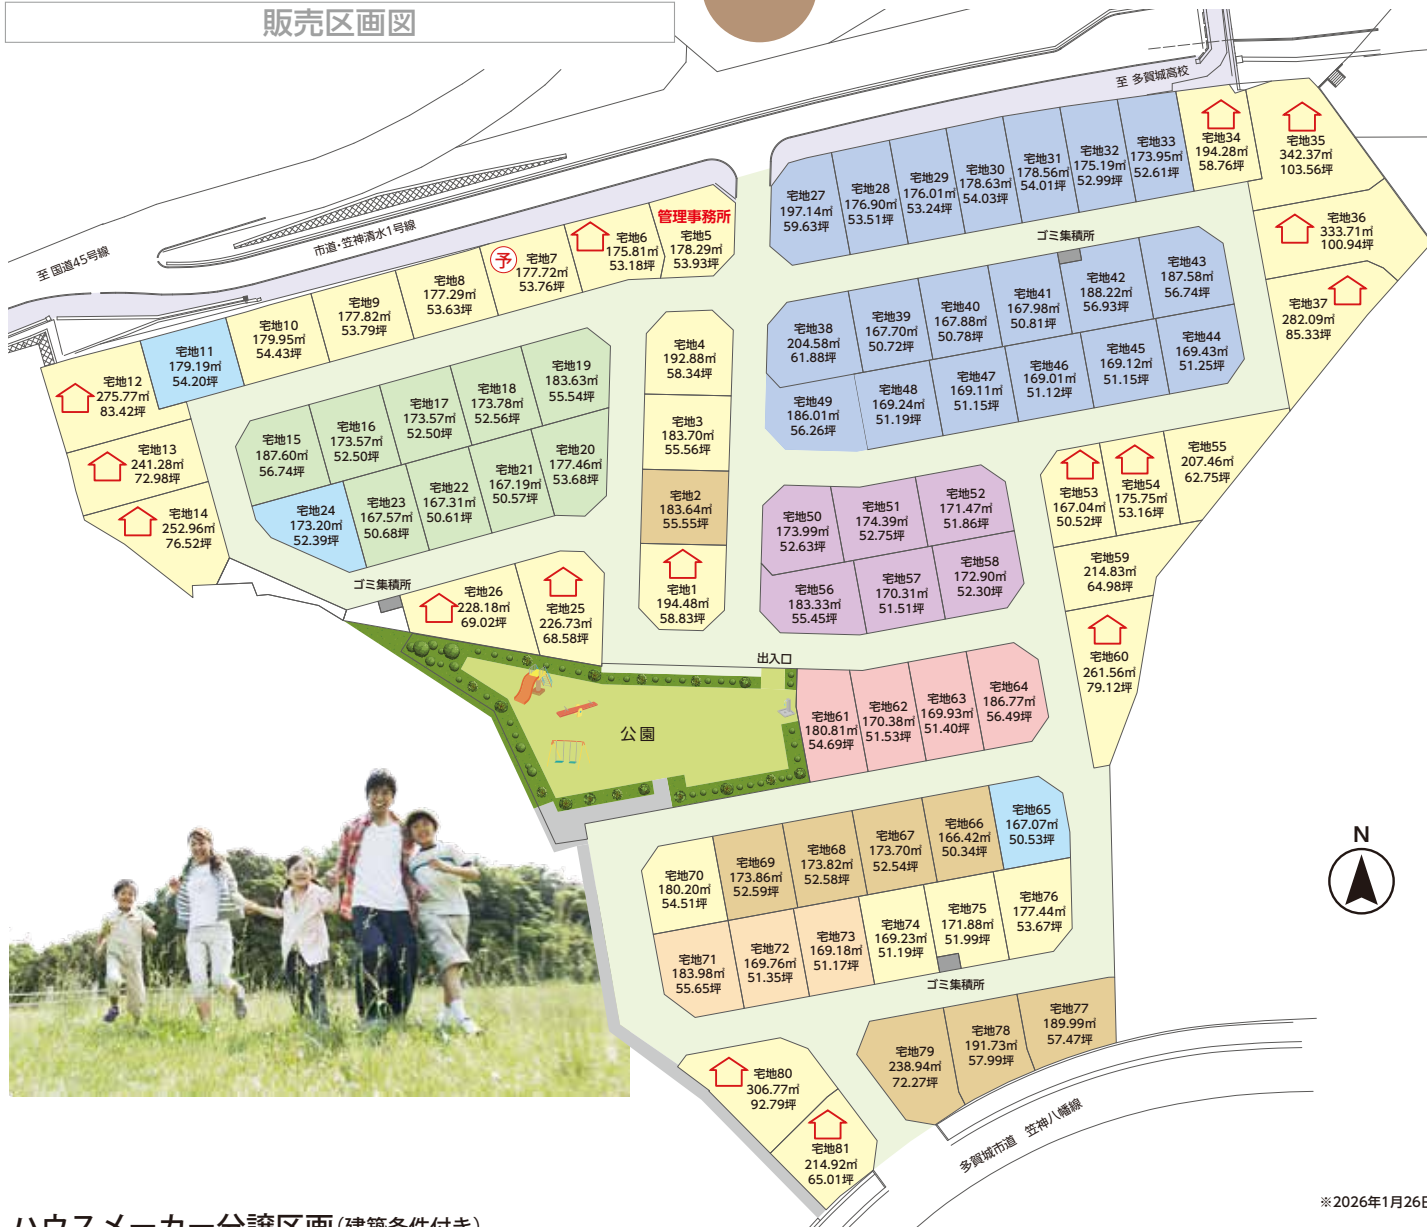 販売区画図
至 多賀城高校
至 国道45号線
市道・笠神清水1号線
宅地34
194.28㎡
58.76坪
宅地35
342.37㎡
103.56坪
宅地33
173.95㎡
52.61坪
宅地32
175.19㎡
52.99坪
宅地31
178.56㎡
54.01坪
宅地30
178.63㎡
54.03坪
宅地29
176.01㎡
53.24坪
宅地28
176.90㎡
53.51坪
宅地27
197.14㎡
59.63坪
宅地36
333.71㎡
100.94坪
宅地37
282.09㎡
85.33坪
ゴミ集積所
管理事務所
宅地5
178.29㎡
53.93坪
宅地6
175.81㎡
53.18坪
予
宅地7
177.72㎡
53.76坪
宅地8
177.29㎡
53.63坪
宅地9
177.82㎡
53.79坪
宅地10
179.95㎡
54.43坪
宅地11
179.19㎡
54.20坪
宅地12
275.77㎡
83.42坪
宅地13
241.28㎡
72.98坪
宅地14
252.96㎡
76.52坪
宅地43
187.58㎡
56.74坪
宅地42
188.22㎡
56.93坪
宅地41
167.98㎡
50.81坪
宅地40
167.88㎡
50.78坪
宅地39
167.70㎡
50.72坪
宅地38
204.58㎡
61.88坪
宅地44
169.43㎡
51.25坪
宅地45
169.12㎡
51.15坪
宅地46
169.01㎡
51.12坪
宅地47
169.11㎡
51.15坪
宅地48
169.24㎡
51.19坪
宅地49
186.01㎡
56.26坪
宅地4
192.88㎡
58.34坪
宅地3
183.70㎡
55.56坪
宅地2
183.64㎡
55.55坪
宅地1
194.48㎡
58.83坪
宅地19
183.63㎡
55.54坪
宅地18
173.78㎡
52.56坪
宅地17
173.57㎡
52.50坪
宅地16
173.57㎡
52.50坪
宅地15
187.60㎡
56.74坪
宅地20
177.46㎡
53.68坪
宅地21
167.19㎡
50.57坪
宅地22
167.31㎡
50.61坪
宅地23
167.57㎡
50.68坪
宅地24
173.20㎡
52.39坪
宅地50
173.99㎡
52.63坪
宅地51
174.39㎡
52.75坪
宅地52
171.47㎡
51.86坪
宅地53
167.04㎡
50.52坪
宅地54
175.75㎡
53.16坪
宅地55
207.46㎡
62.75坪
宅地56
183.33㎡
55.45坪
宅地57
170.31㎡
51.51坪
宅地58
172.90㎡
52.30坪
宅地59
214.83㎡
64.98坪
宅地60
261.56㎡
79.12坪
ゴミ集積所
宅地26
228.18㎡
69.02坪
宅地25
226.73㎡
68.58坪
出入口
公園
宅地61
180.81㎡
54.69坪
宅地62
170.38㎡
51.53坪
宅地63
169.93㎡
51.40坪
宅地64
186.77㎡
56.49坪
宅地65
167.07㎡
50.53坪
宅地66
166.42㎡
50.34坪
宅地67
173.70㎡
52.54坪
宅地68
173.82㎡
52.58坪
宅地69
173.86㎡
52.59坪
宅地70
180.20㎡
54.51坪
宅地71
183.98㎡
55.65坪
宅地72
169.76㎡
51.35坪
宅地73
169.18㎡
51.17坪
宅地74
169.23㎡
51.19坪
宅地75
171.88㎡
51.99坪
宅地76
177.44㎡
53.67坪
ゴミ集積所
N
宅地77
189.99㎡
57.47坪
宅地78
191.73㎡
57.99坪
宅地79
238.94㎡
72.27坪
宅地80
306.77㎡
92.79坪
宅地81
214.92㎡
65.01坪
多賀城市道 笠神八幡線
※2026年1月26日
ハウスメーカー分譲区画(建築条件付き)